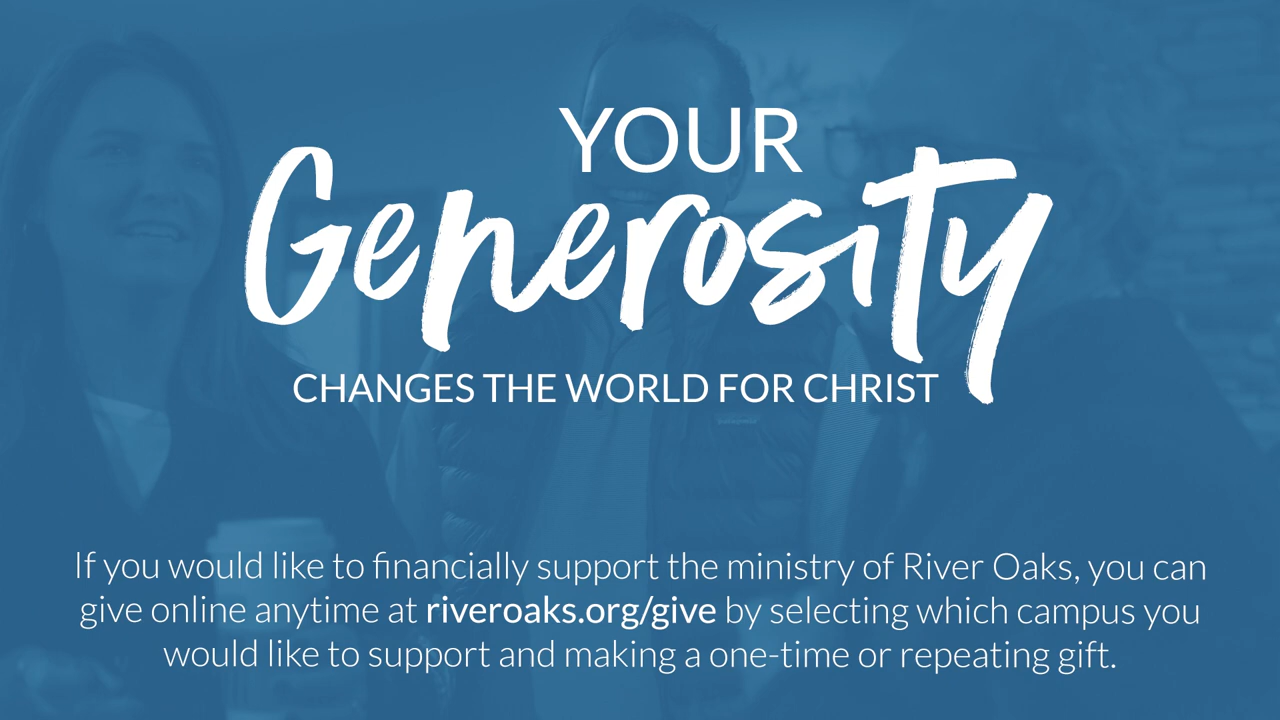 YOUR
Generosity
CHANGES THE WORLD FOR CHRIST
If you would like to financially support the ministry of River Oaks, you can
give online anytime at riveroaks.org/give by selecting which campus you
would like to support and making a one-time or repeating gift.